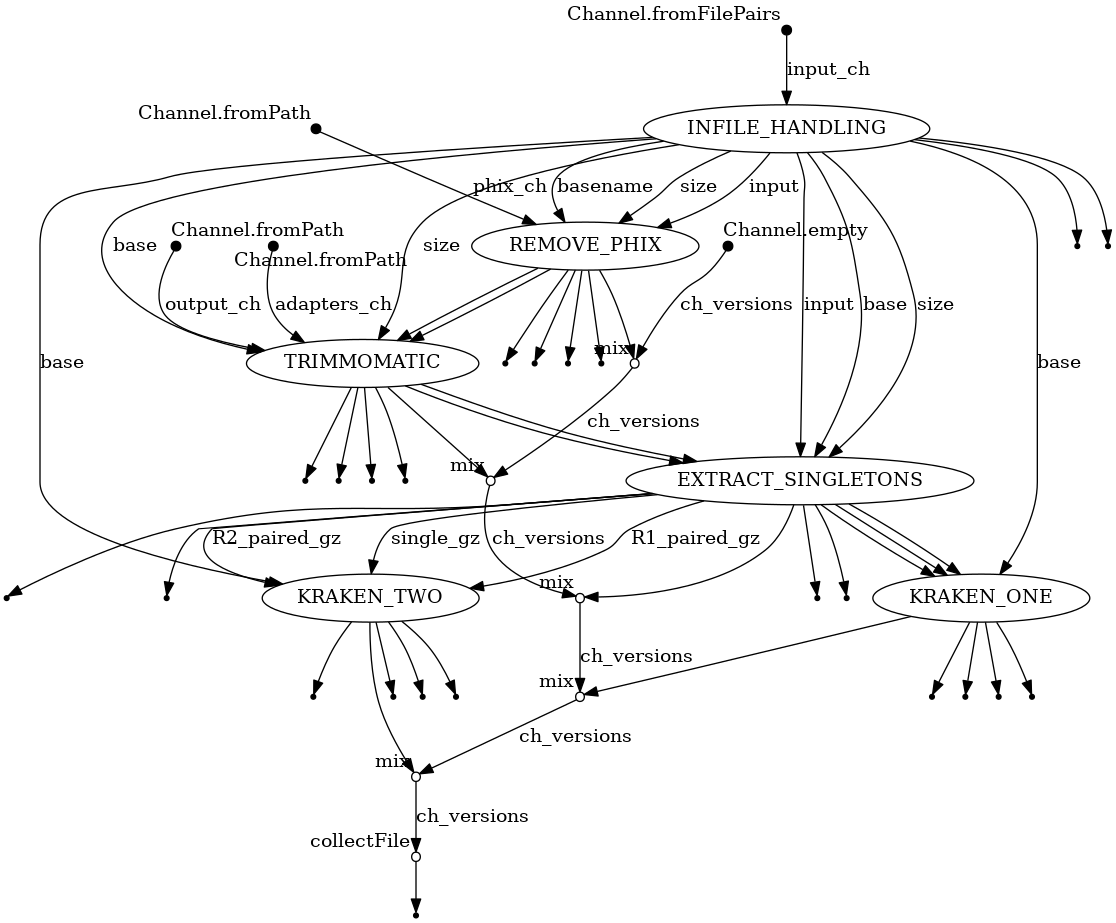 Channel.fromFilePairs
input_ch
Channel.fromPath
INFILE_HANDLING
phix_ch
basename
size
input
Channel.fromPath
Channel.empty
base
size
REMOVE_PHIX
Channel.fromPath
output_ch
adapters_ch
ch_versions
input
base
size
mix
base
TRIMMOMATIC
base
ch_versions
mix
EXTRACT_SINGLETONS
R2_paired_gz
single_gz
ch_versions
R1_paired_gz
mix
KRAKEN_TWO
KRAKEN_ONE
ch_versions
mix
ch_versions
mix
ch_versions
collectFile